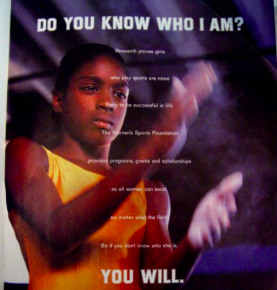 DO YOU KNOW WHO I AM?
Research proves girls
who play sports are more
likely to be successful in life.
The Women's Sports Foundation
provides programs, grants and scholarships
so all women can excel
no matter what the field.
So if you don't know who she is,
YOU WILL.